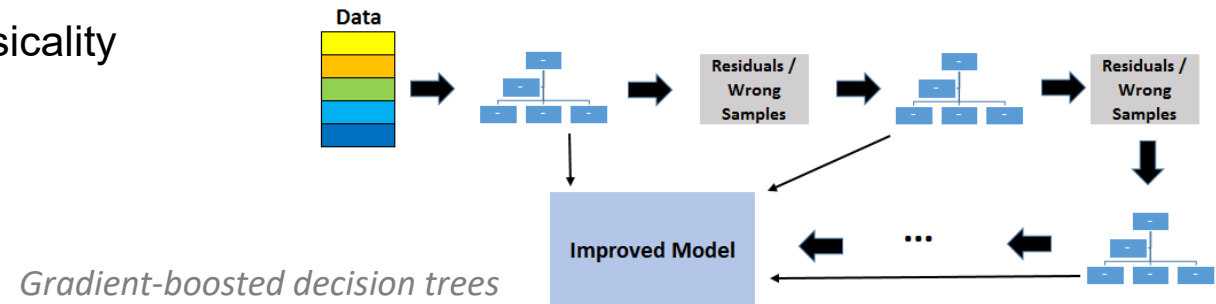 Data
sicality
Residuals /
Wrong
Samples
Residuals /
Wrong
Samples
-
-
- - -
-
-
- - -
Improved Model
...
-
-
- - -
Gradient-boosted decision trees